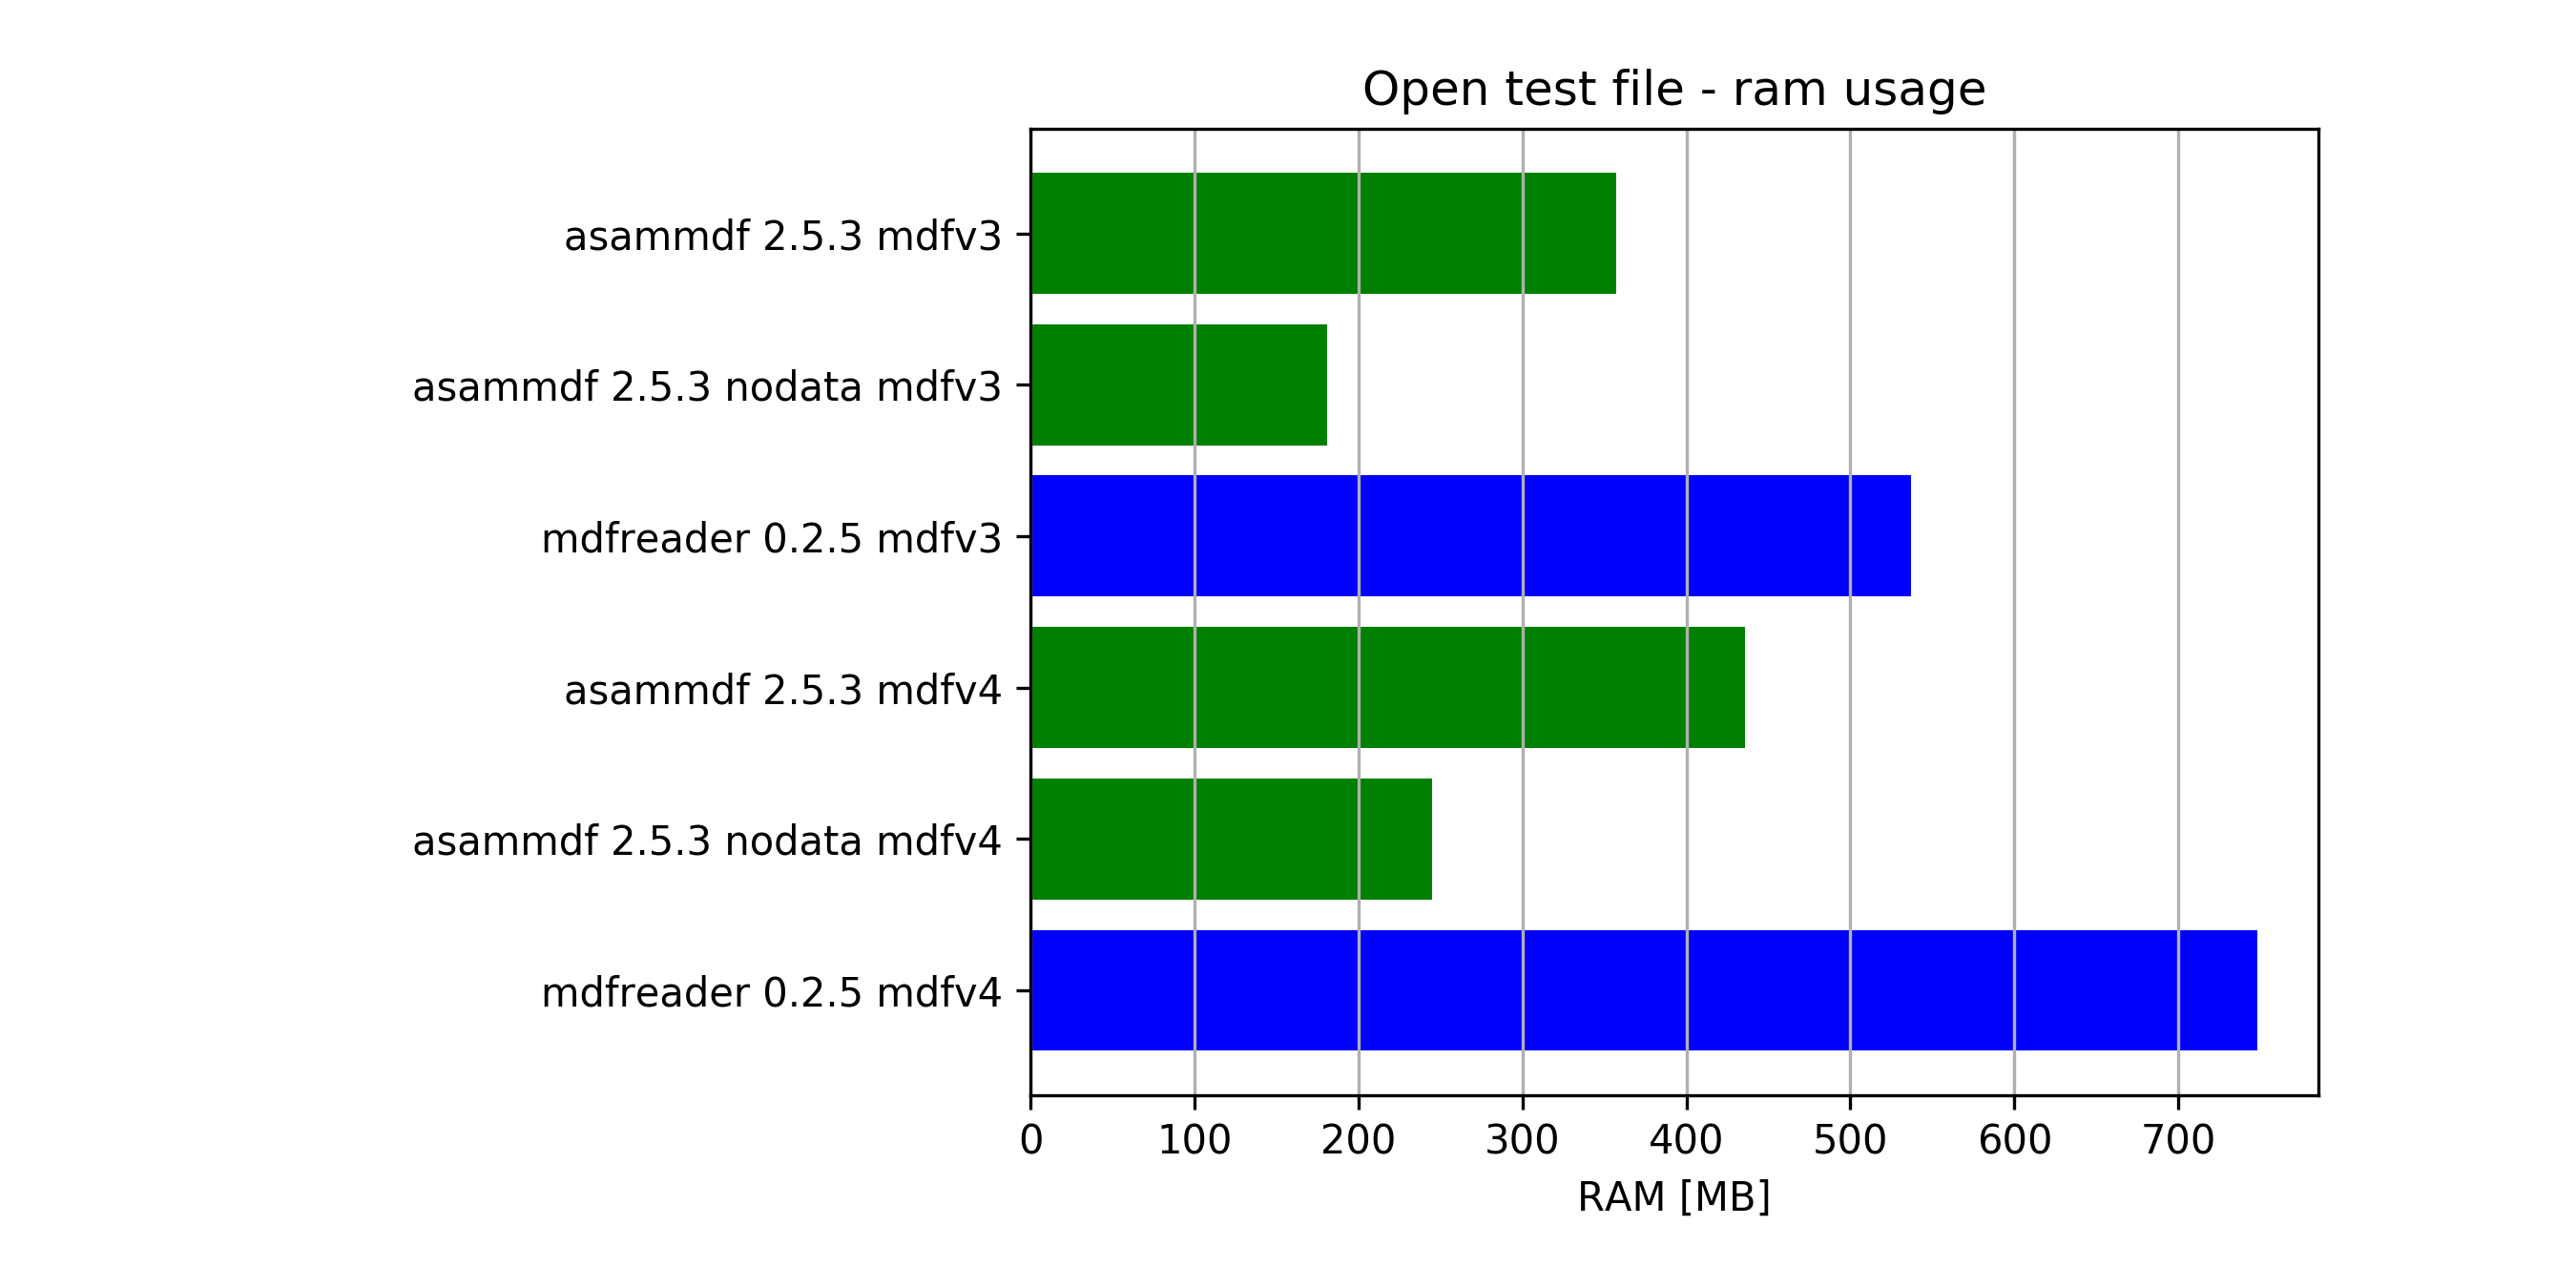 Open test file - ram usage
asammdf 2.5.3 mdfv3
asammdf 2.5.3 nodata mdfv3
mdfreader 0.2.5 mdfv3
asammdf 2.5.3 mdfv4
asammdf 2.5.3 nodata mdfv4
mdfreader 0.2.5 mdfv4
0 100 200 300 400 500 600 700
RAM [MB]